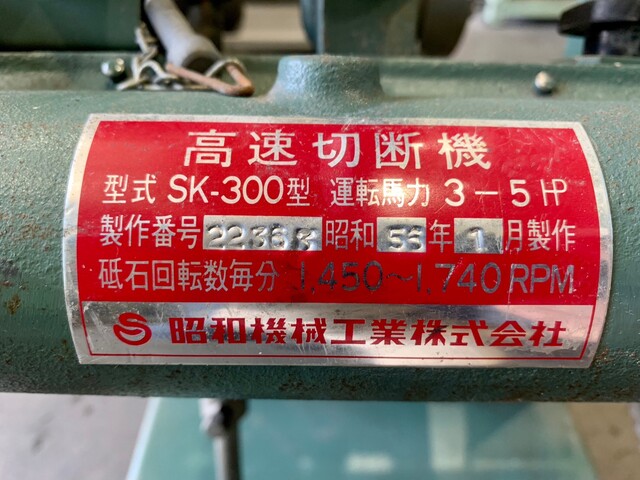 高速切断機
型式 SK-300型 運転馬力 3-5 HP
製作番号 22368 昭和 55年 1月製作
砥石回転数毎分 1,450~1,740 RPM
昭和機械工業株式会社